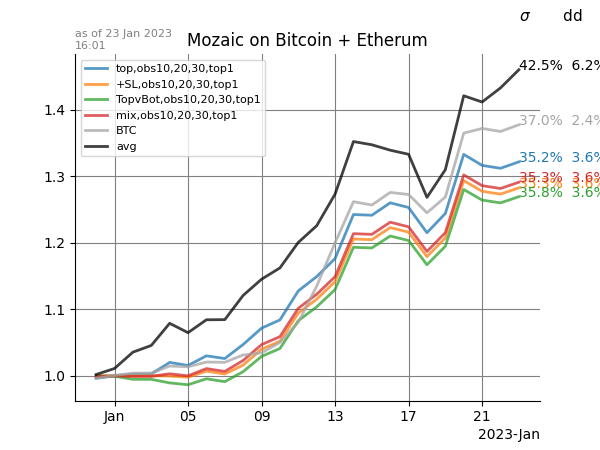 σ dd
as of 23 Jan 2023
16:01
Mozaic on Bitcoin + Etherum
top,obs10,20,30,top1
+SL,obs10,20,30,top1
TopvBot,obs10,20,30,top1
mix,obs10,20,30,top1
BTC
avg
42.5% 6.2%
37.0% 2.4%
35.2% 3.6%
35.3% 3.6%
35.8% 3.6%
1.4
1.3
1.2
1.1
1.0
Jan 05 09 13 17 21
2023-Jan